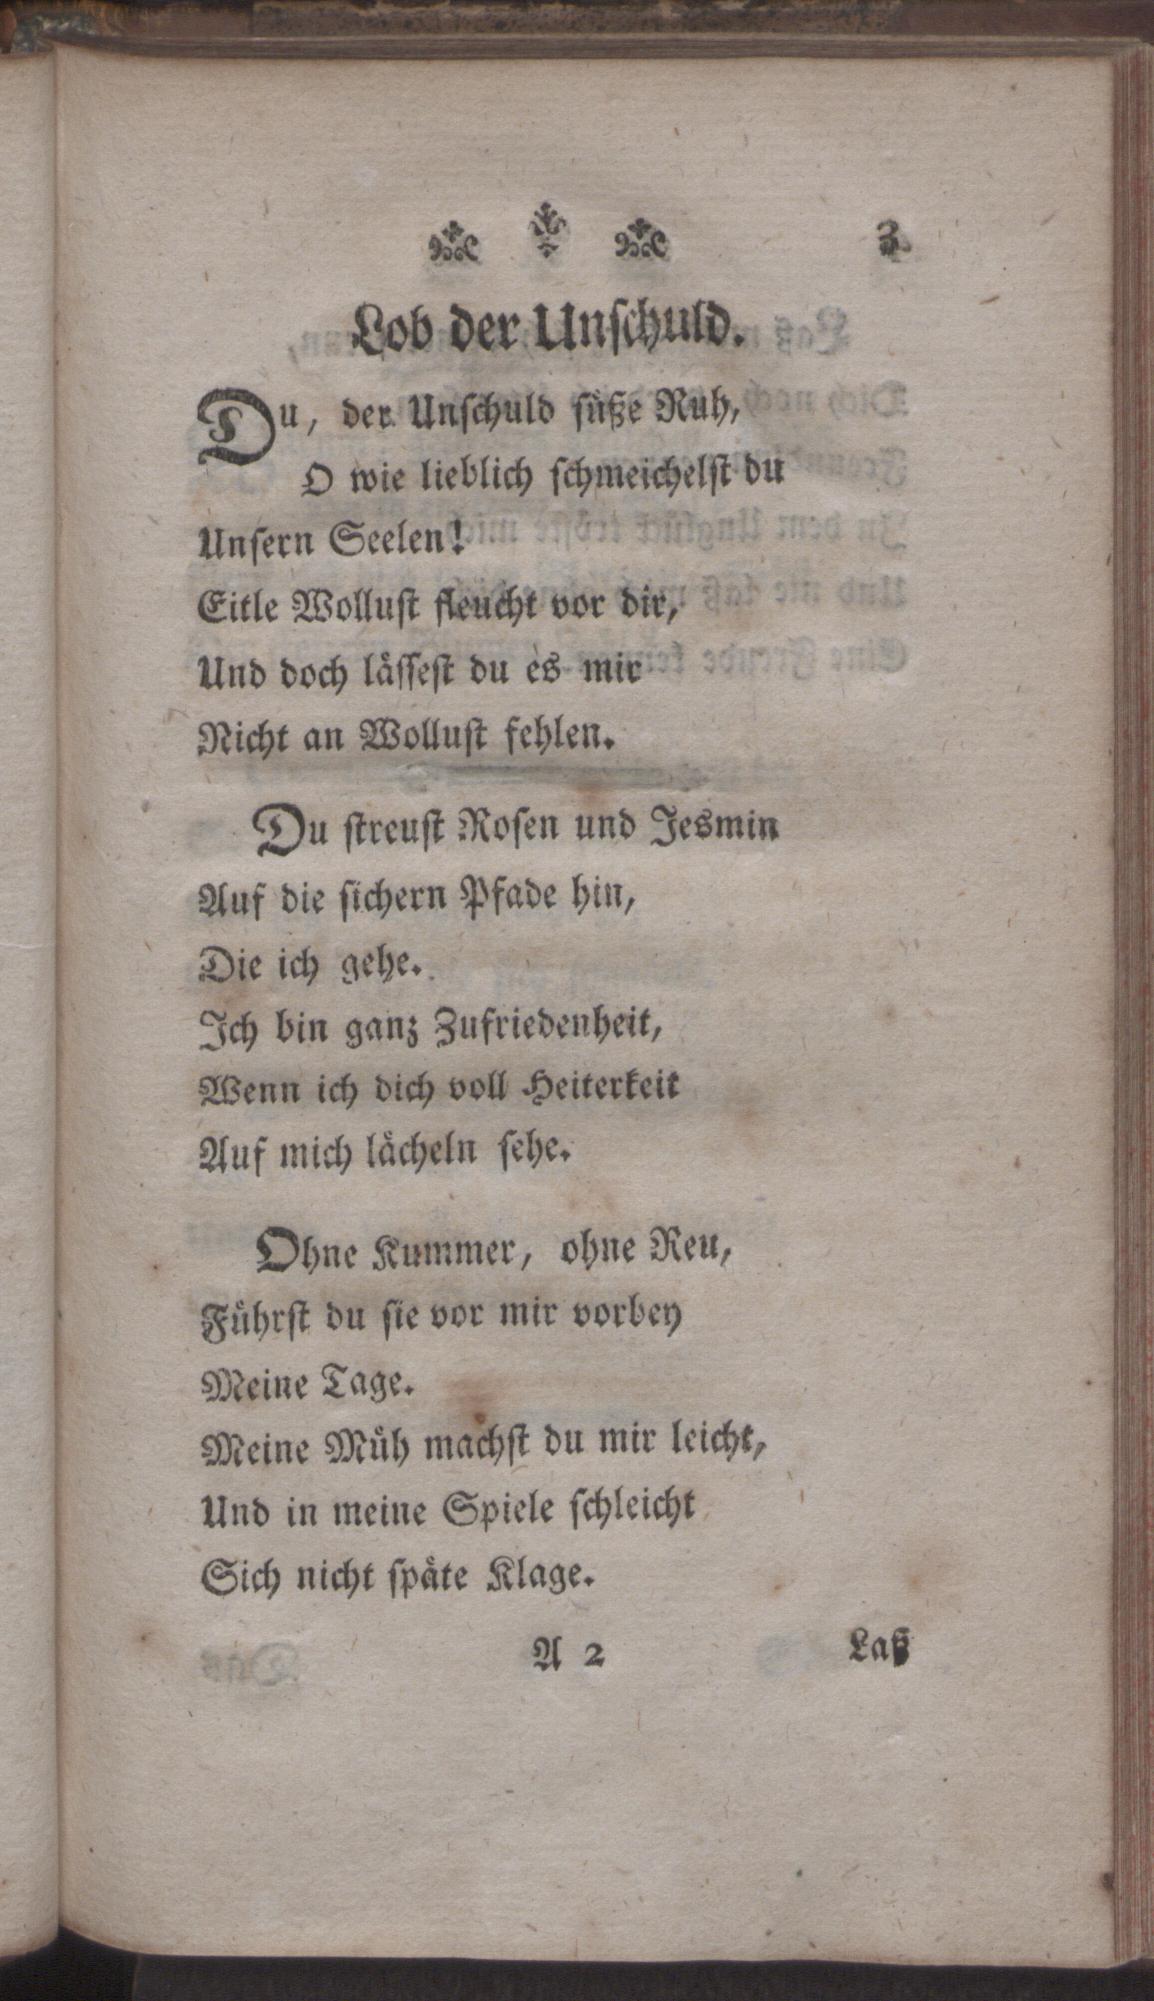 3
Lob der Unſchuld.
Du, der Unſchuld ſüße Ruh,
O wie lieblich ſchmeichelſt du
Unſern Seelen!
Eitle Wolluſt fleucht vor dir,
Und doch läſſeſt du es mir
Nicht an Wolluſt fehlen.
Du ſtreuſt Roſen und Jesmin
Auf die ſichern Pfade hin,
Die ich gehe.
Ich bin ganz Zufriedenheit,
Wenn ich dich voll Heiterkeit
Auf mich lächeln ſehe.
Ohne Kummer, ohne Reu,
Führſt du ſie vor mir vorbey
Meine Tage.
Meine Müh machſt du mir leicht,
Und in meine Spiele ſchleicht
Sich nicht ſpäte Klage.
A 2 Laß